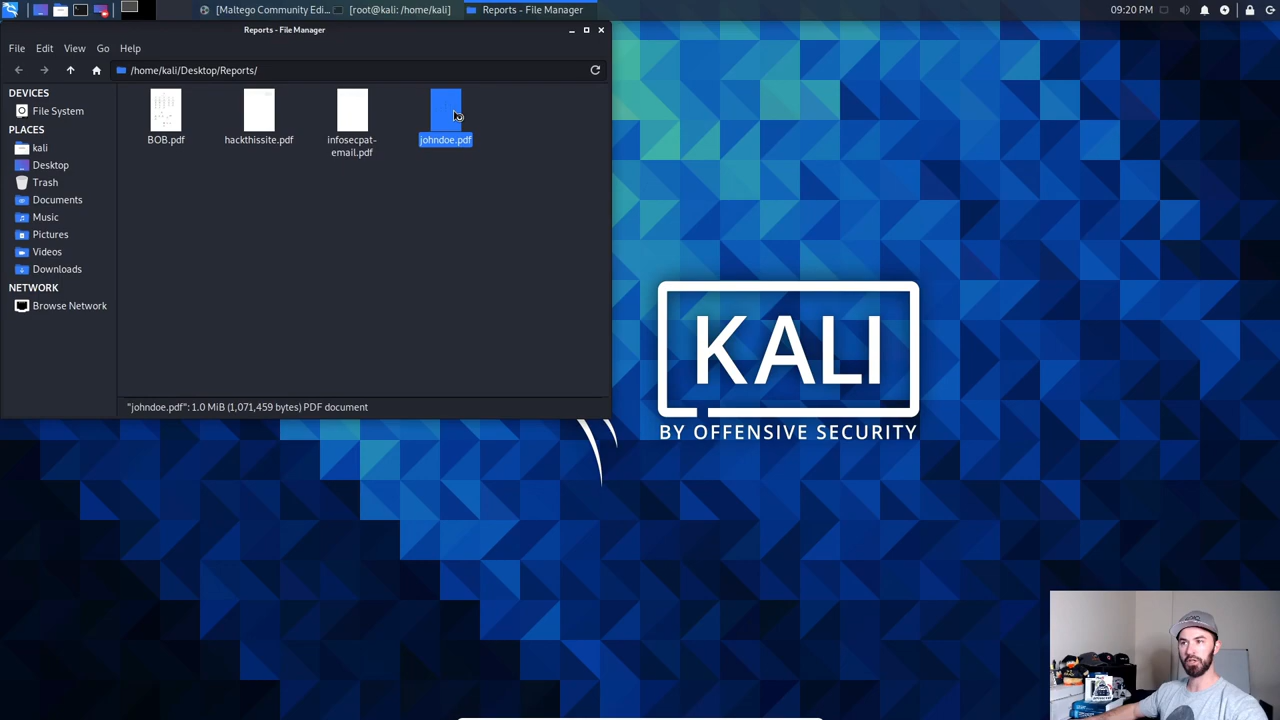 [Maltego Community Edi...
[root@kali: /home/kali]
Reports - File Manager
09:20 PM
Reports - File Manager
File Edit View Go Help
/home/kali/Desktop/Reports/
DEVICES
File System
PLACES
kali
Desktop
Trash
Documents
Music
Pictures
Videos
Downloads
NETWORK
Browse Network
BOB.pdf
hackthissite.pdf
infosecpat-
email.pdf
johndoe.pdf
"johndoe.pdf": 1.0 MiB (1,071,459 bytes) PDF document
KALI
BY OFFENSIVE SECURITY